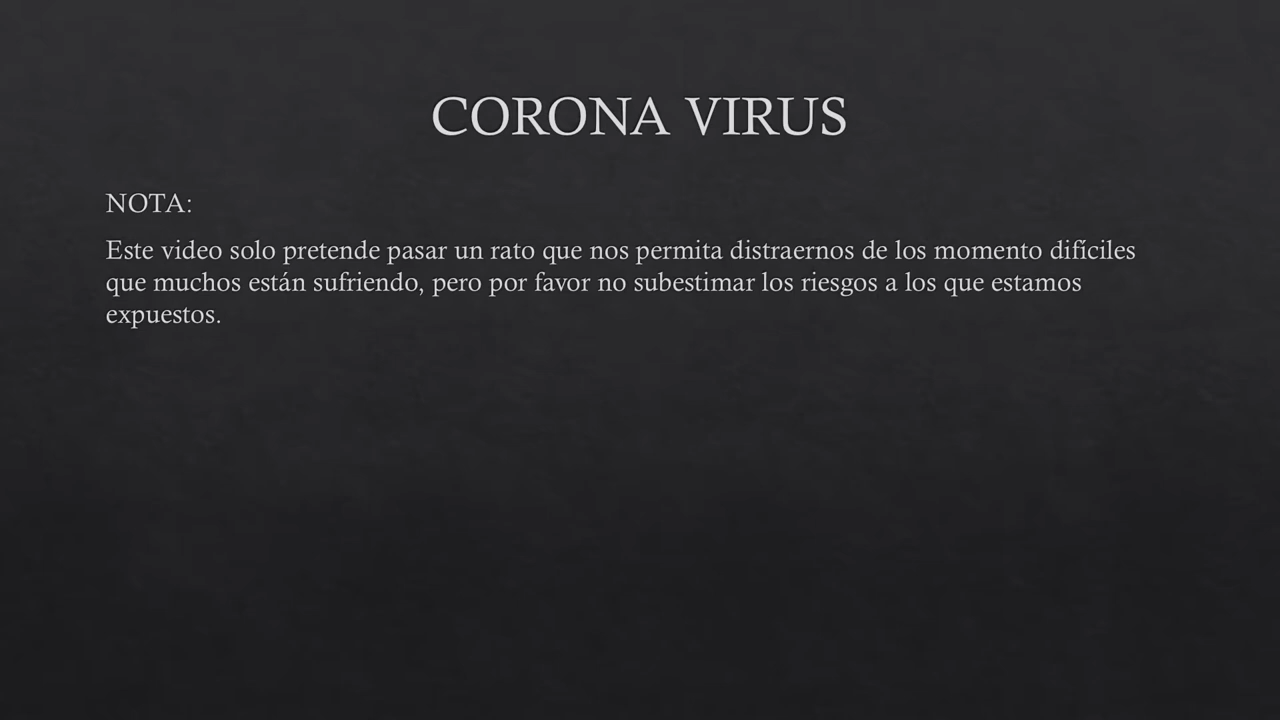 CORONA VIRUS
NOTA:
Este video solo pretende pasar un rato que nos permita distraernos de los momento difíciles
que muchos están sufriendo, pero por favor no subestimar los riesgos a los que estamos
expuestos.